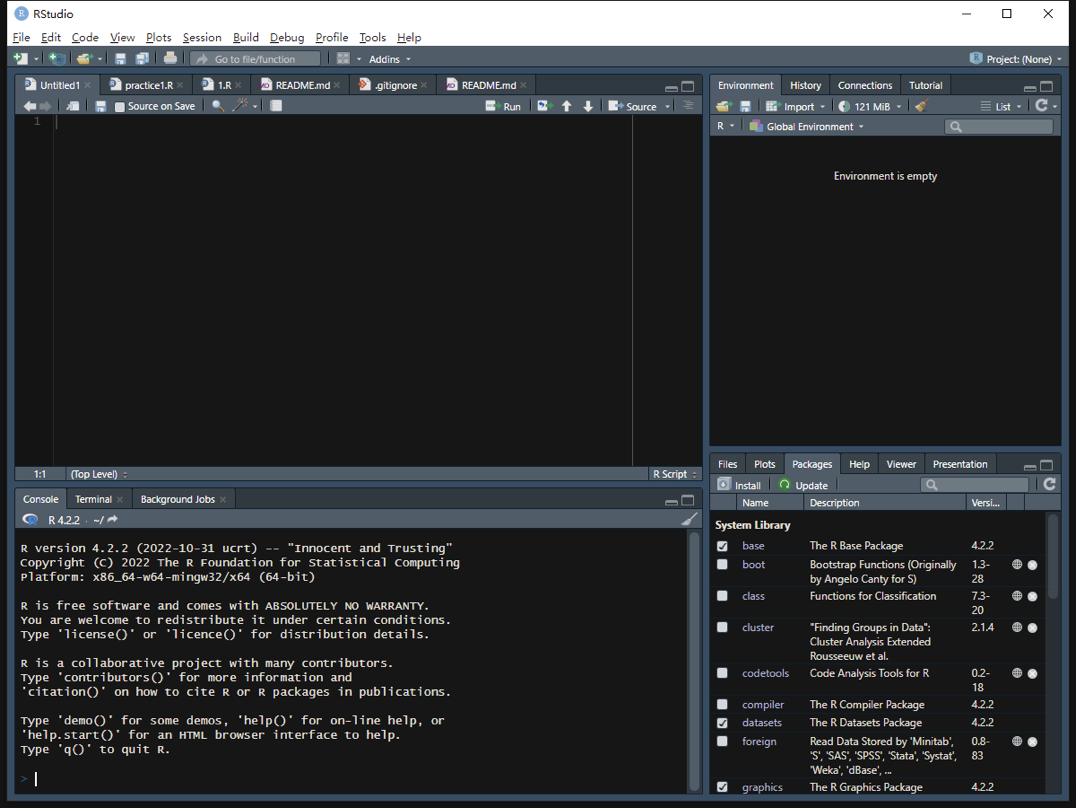 RStudio
File Edit Code View Plots Session Build Debug Profile Tools Help
Go to file/function Addins Project: (None)
Untitled1 practice1.R 1.R README.md .gitignore README.md
Source on Save Run Source
1
1:1 (Top Level) R Script
Console Terminal Background Jobs
R 4.2.2 · ~/
R version 4.2.2 (2022-10-31 ucrt) -- "Innocent and Trusting"
Copyright (C) 2022 The R Foundation for Statistical Computing
Platform: x86_64-w64-mingw32/x64 (64-bit)
R is free software and comes with ABSOLUTELY NO WARRANTY.
You are welcome to redistribute it under certain conditions.
Type 'license()' or 'licence()' for distribution details.
R is a collaborative project with many contributors.
Type 'contributors()' for more information and
'citation()' on how to cite R or R packages in publications.
Type 'demo()' for some demos, 'help()' for on-line help, or
'help.start()' for an HTML browser interface to help.
Type 'q()' to quit R.
>
Environment History Connections Tutorial
Import 121 MiB List
R Global Environment
Environment is empty
Files Plots Packages Help Viewer Presentation
Install Update
Name Description Versi...
System Library
base The R Base Package 4.2.2
boot Bootstrap Functions (Originally 1.3-
by Angelo Canty for S) 28
class Functions for Classification 7.3-
20
cluster "Finding Groups in Data": 2.1.4
Cluster Analysis Extended
Rousseeuw et al.
codetools Code Analysis Tools for R 0.2-
18
compiler The R Compiler Package 4.2.2
datasets The R Datasets Package 4.2.2
foreign Read Data Stored by 'Minitab', 0.8-
'S', 'SAS', 'SPSS', 'Stata', 'Systat', 83
'Weka', 'dBase', ...
graphics The R Graphics Package 4.2.2